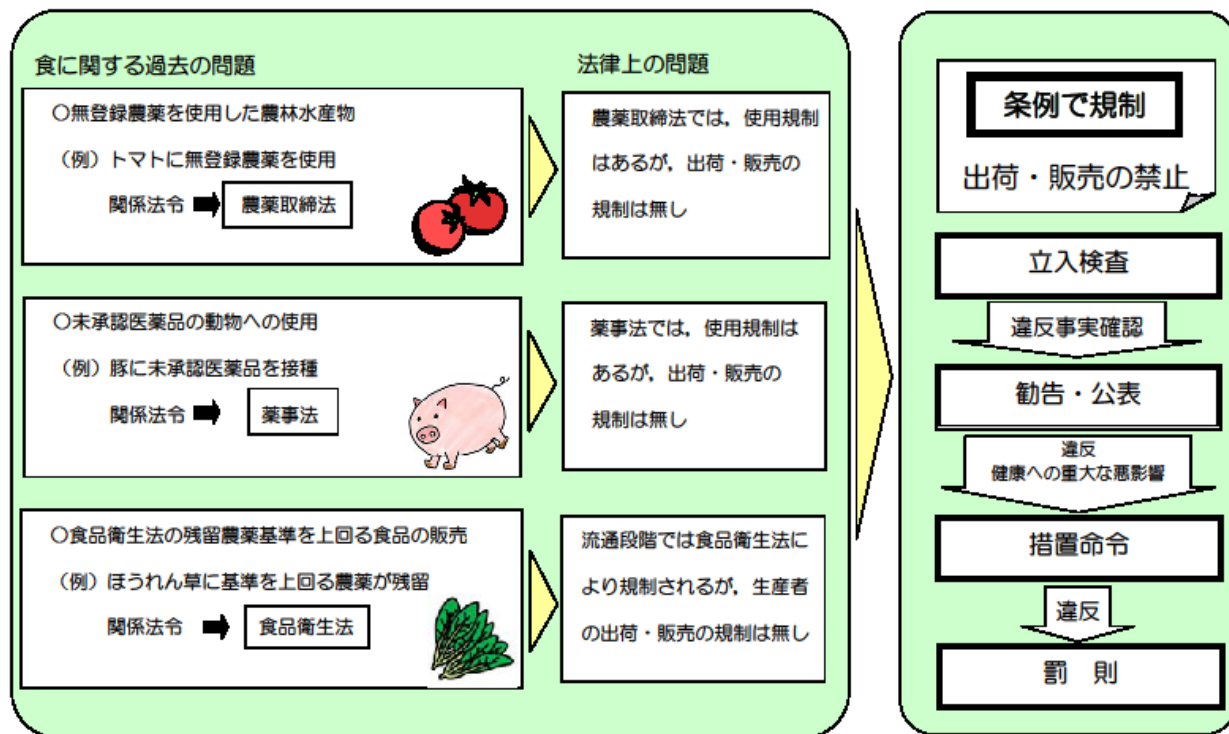 食に関する過去の問題
〇無登録農薬を使用した農林水産物
（例）トマトに無登録農薬を使用
関係法令 農薬取締法
〇未承認医薬品の動物への使用
（例）豚に未承認医薬品を接種
関係法令 薬事法
〇食品衛生法の残留農薬基準を上回る食品の販売
（例）ほうれん草に基準を上回る農薬が残留
関係法令 食品衛生法
法律上の問題
農薬取締法では，使用規制
はあるが，出荷・販売の
規制は無し
薬事法では，使用規制は
あるが，出荷・販売の
規制は無し
流通段階では食品衛生法に
より規制されるが，生産者
の出荷・販売の規制は無し
条例で規制
出荷・販売の禁止
立入検査
違反事実確認
勧告・公表
違反
健康への重大な悪影響
措置命令
違反
罰　則